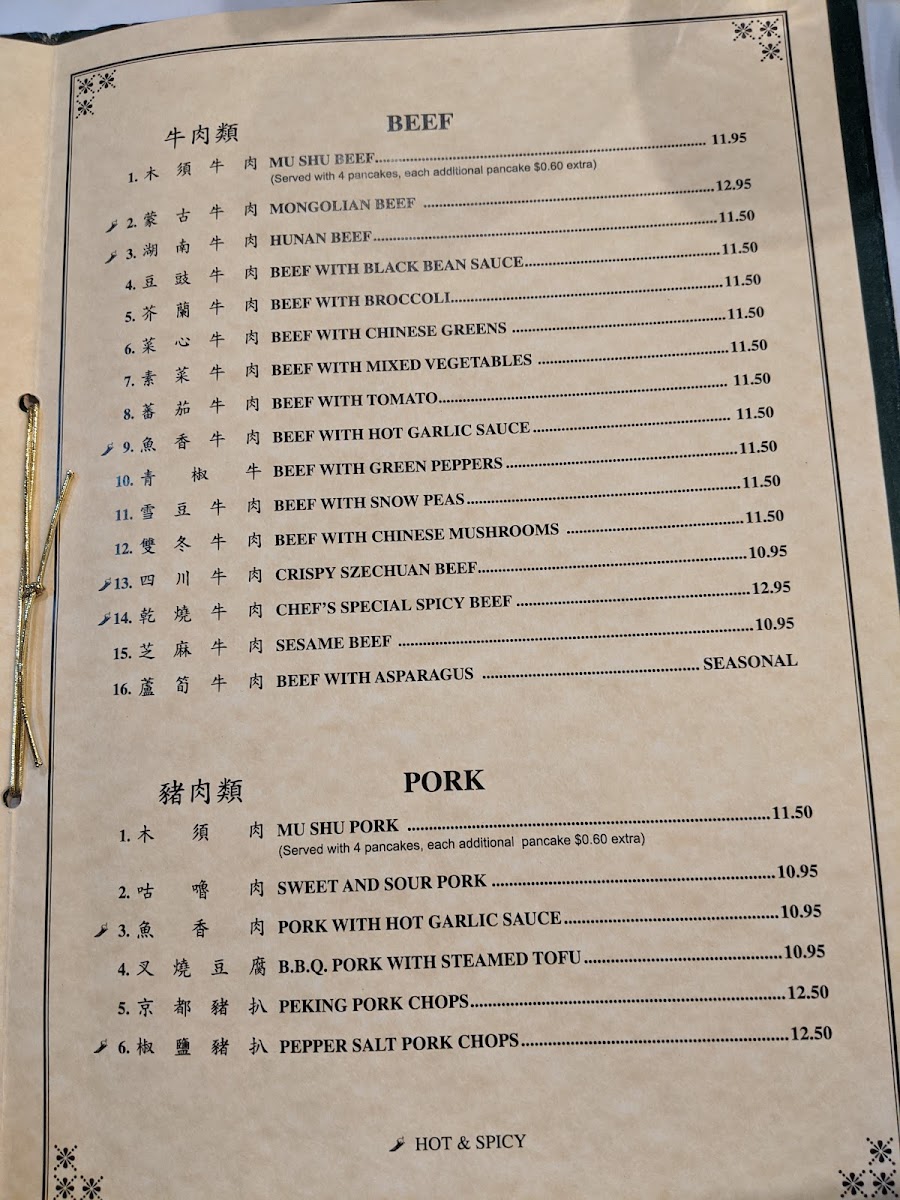 牛肉類 BEEF
1. 木須牛肉 MU SHU BEEF 11.95
(Served with 4 pancakes, each additional pancake $0.60 extra)
2. 蒙古牛肉 MONGOLIAN BEEF 12.95
3. 湖南牛肉 HUNAN BEEF 11.50
4. 豆豉牛肉 BEEF WITH BLACK BEAN SAUCE 11.50
5. 芥蘭牛肉 BEEF WITH BROCCOLI 11.50
6. 菜心牛肉 BEEF WITH CHINESE GREENS 11.50
7. 素菜牛肉 BEEF WITH MIXED VEGETABLES 11.50
8. 蕃茄牛肉 BEEF WITH TOMATO 11.50
9. 魚香牛肉 BEEF WITH HOT GARLIC SAUCE 11.50
10. 青椒牛 BEEF WITH GREEN PEPPERS 11.50
11. 雪豆牛肉 BEEF WITH SNOW PEAS 11.50
12. 雙冬牛肉 BEEF WITH CHINESE MUSHROOMS 11.50
13. 四川牛肉 CRISPY SZECHUAN BEEF 10.95
14. 乾燒牛肉 CHEF'S SPECIAL SPICY BEEF 12.95
15. 芝麻牛肉 SESAME BEEF 10.95
16. 蘆筍牛肉 BEEF WITH ASPARAGUS SEASONAL
豬肉類 PORK
1. 木須肉 MU SHU PORK 11.50
(Served with 4 pancakes, each additional pancake $0.60 extra)
2. 咕嚕肉 SWEET AND SOUR PORK 10.95
3. 魚香肉 PORK WITH HOT GARLIC SAUCE 10.95
4. 叉燒豆腐 B.B.Q. PORK WITH STEAMED TOFU 10.95
5. 京都豬扒 PEKING PORK CHOPS 12.50
6. 椒鹽豬扒 PEPPER SALT PORK CHOPS 12.50
HOT & SPICY